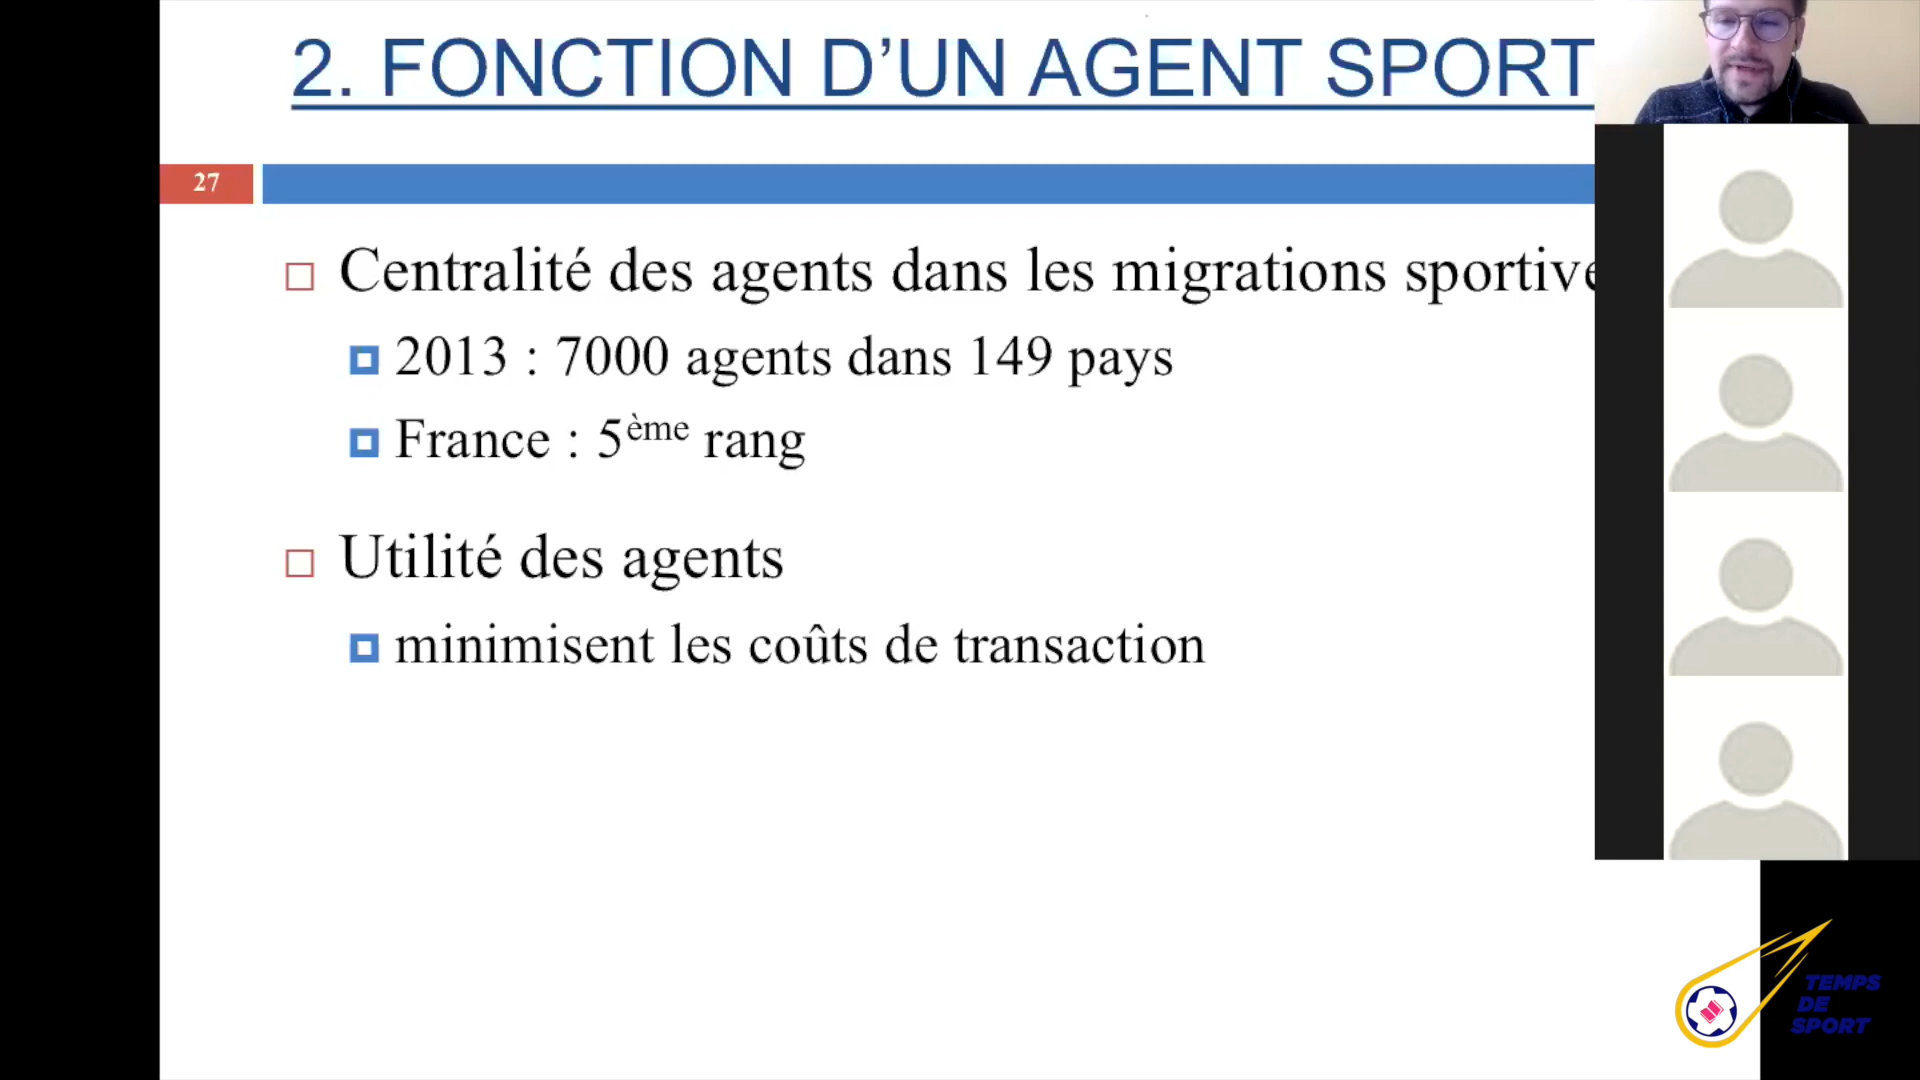 2. FONCTION D’UN AGENT SPORT
27
Centralité des agents dans les migrations sportive
2013 : 7000 agents dans 149 pays
France : 5ème rang
Utilité des agents
minimisent les coûts de transaction
TEMPS
DE
SPORT